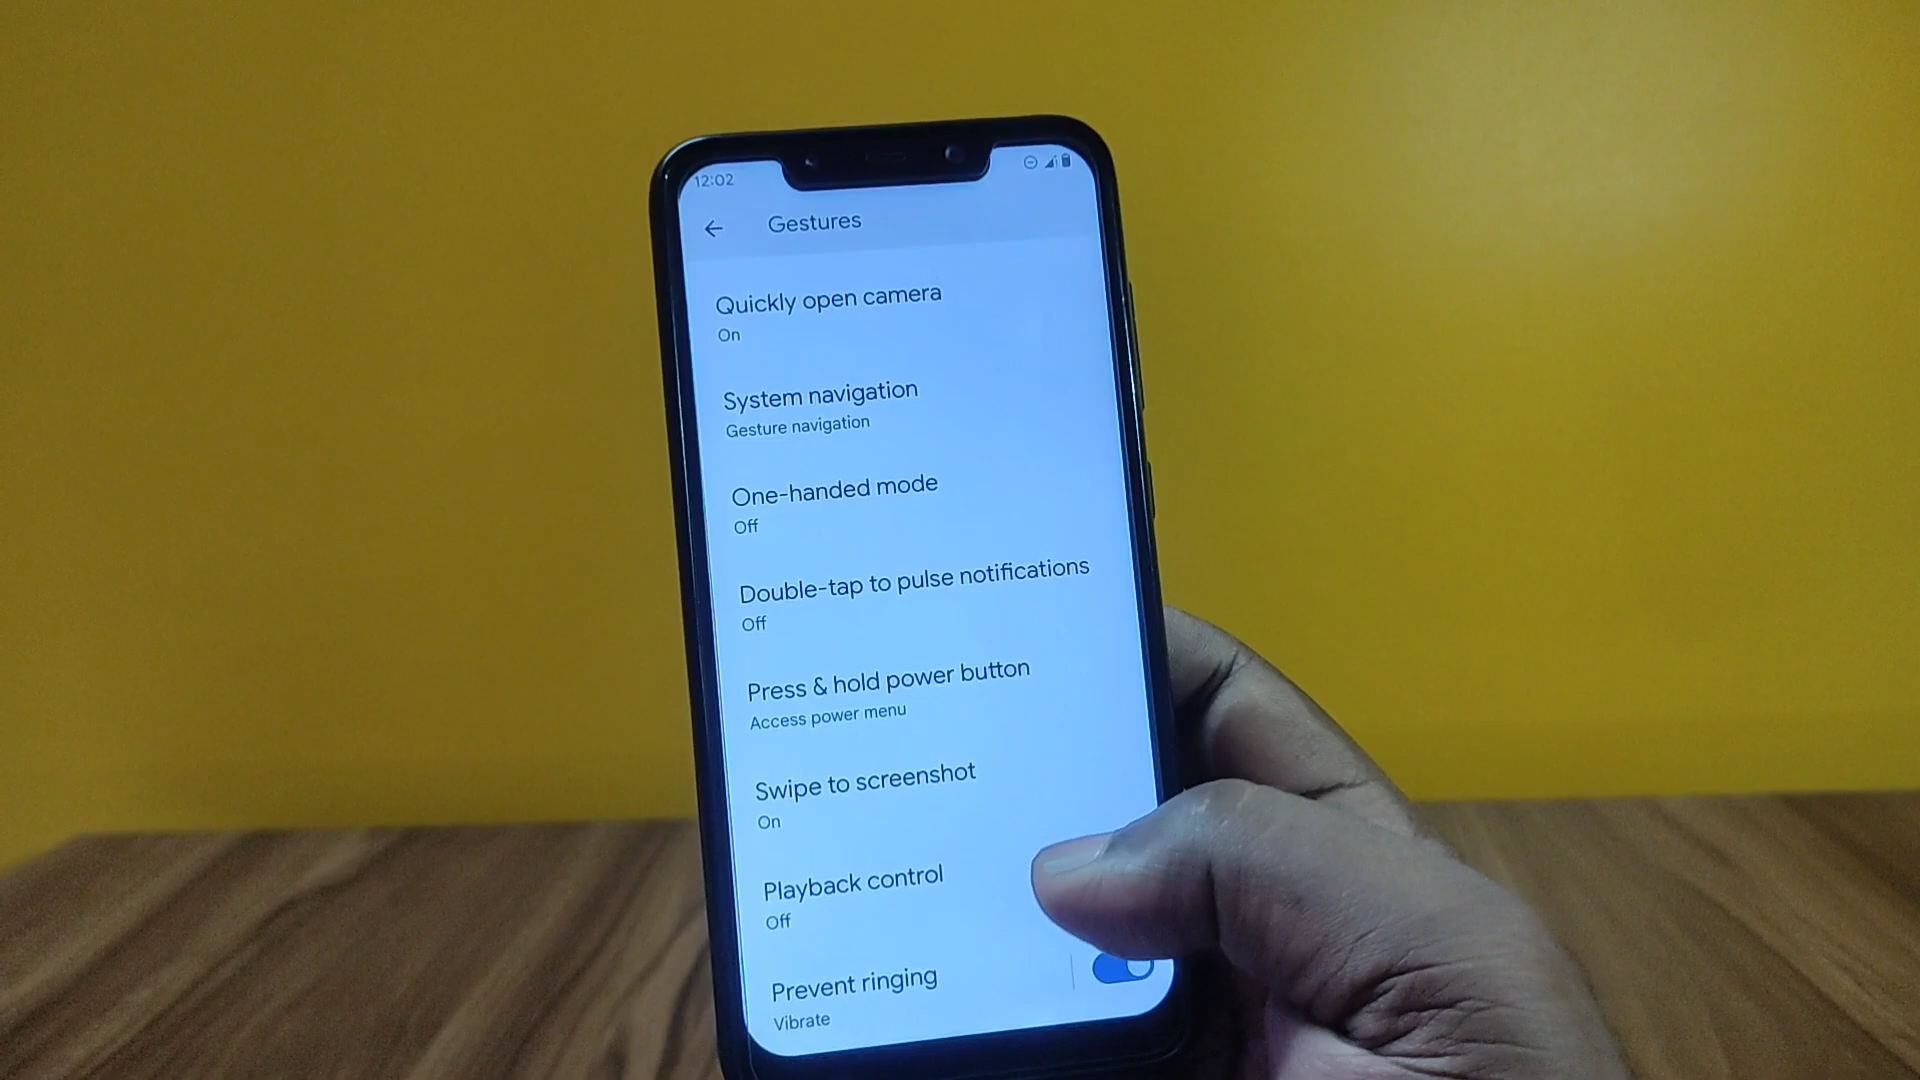 12:02
Gestures
Quickly open camera
On
System navigation
Gesture navigation
One-handed mode
Off
Double-tap to pulse notifications
Off
Press & hold power button
Access power menu
Swipe to screenshot
On
Playback control
Off
Prevent ringing
Vibrate